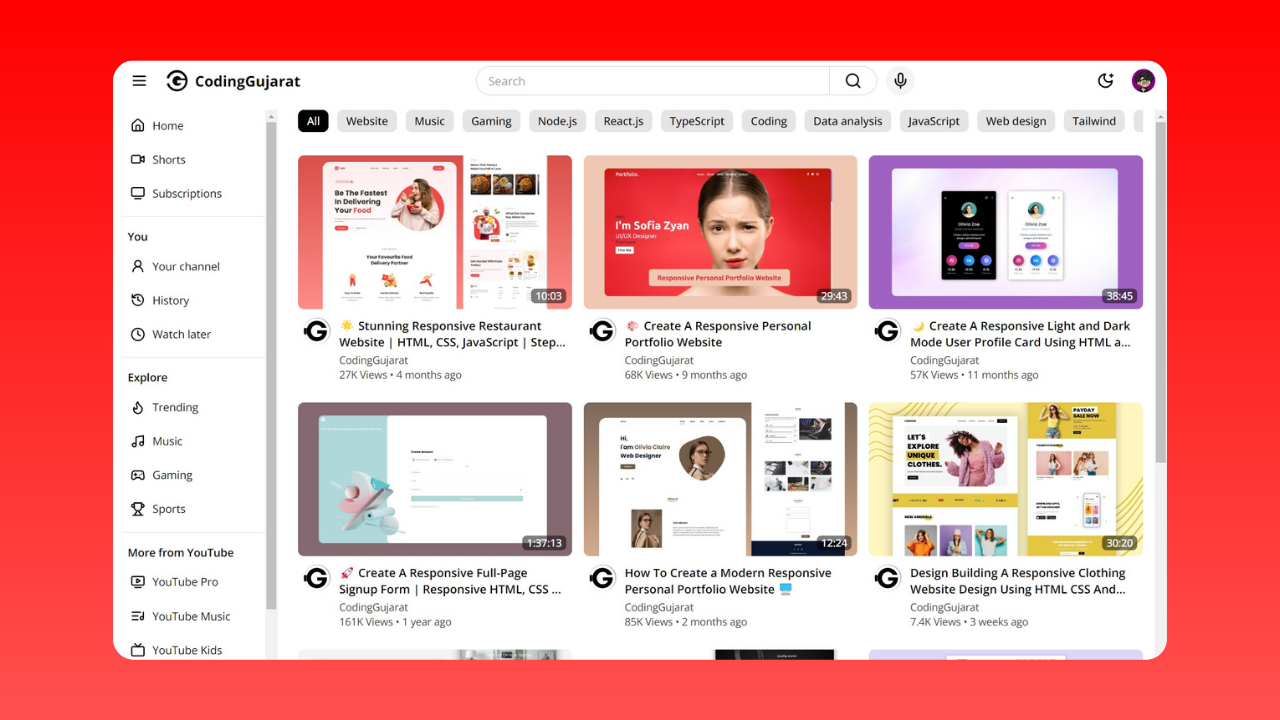 CodingGujarat
Search
Home
Shorts
Subscriptions
You
Your channel
History
Watch later
Explore
Trending
Music
Gaming
Sports
More from YouTube
YouTube Pro
YouTube Music
YouTube Kids
All
Website
Music
Gaming
Node.js
React.js
TypeScript
Coding
Data analysis
JavaScript
Web design
Tailwind
Be The Fastest
In Delivering
Your Food
Your Favourite Food
Delivery Partner
10:03
🌟 Stunning Responsive Restaurant
Website | HTML, CSS, JavaScript | Step...
CodingGujarat
27K Views • 4 months ago
Portfolio.
I'm Sofia Zyan
UI/UX Designer
Responsive Personal Portfolio Website
29:43
🧠 Create A Responsive Personal
Portfolio Website
CodingGujarat
68K Views • 9 months ago
Olivia Zoe
Olivia Zoe
38:45
🌙 Create A Responsive Light and Dark
Mode User Profile Card Using HTML a...
CodingGujarat
57K Views • 11 months ago
Create Account
1:37:13
🚀 Create A Responsive Full-Page
Signup Form | Responsive HTML, CSS ...
CodingGujarat
161K Views • 1 year ago
Hi,
I'am Olivia Claire
Web Designer
12:24
How To Create a Modern Responsive
Personal Portfolio Website 🖥️
CodingGujarat
85K Views • 2 months ago
LET'S
EXPLORE
UNIQUE
CLOTHES.
NEW ARRIVALS
PAYDAY
SALE NOW
30:20
Design Building A Responsive Clothing
Website Design Using HTML CSS And...
CodingGujarat
7.4K Views • 3 weeks ago